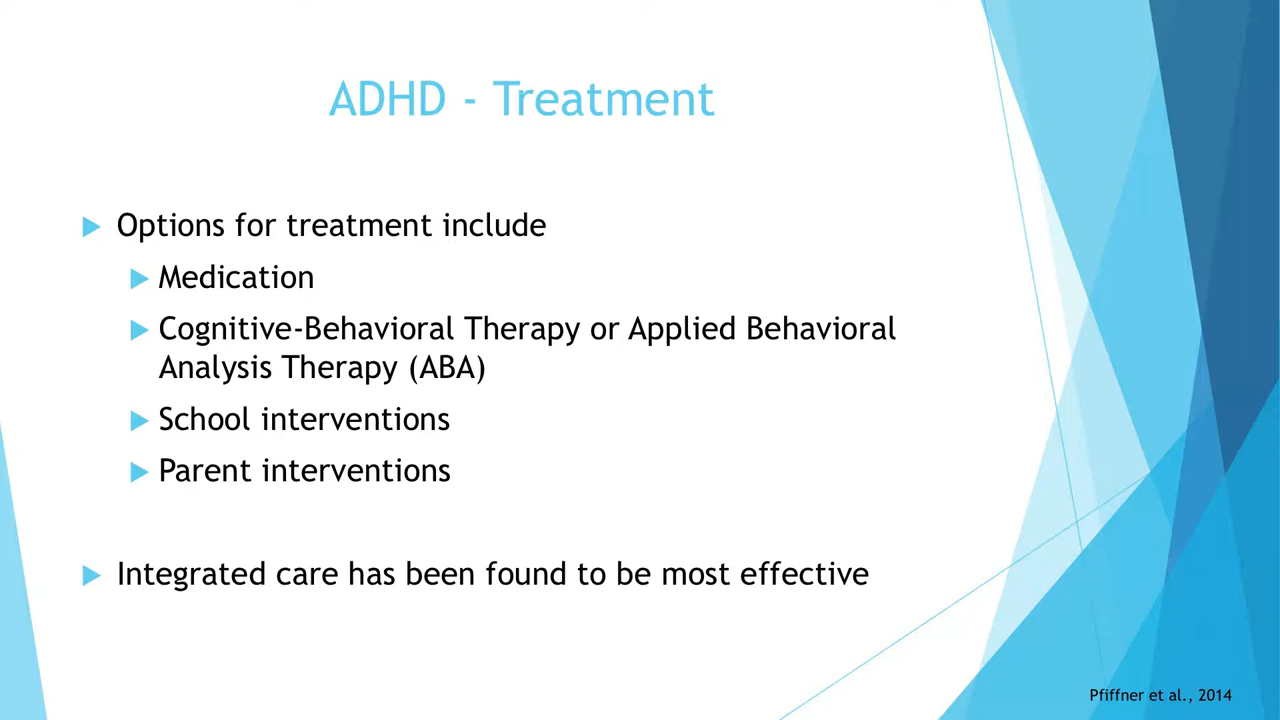 ADHD - Treatment
Options for treatment include
Medication
Cognitive-Behavioral Therapy or Applied Behavioral
Analysis Therapy (ABA)
School interventions
Parent interventions
Integrated care has been found to be most effective
Pfiffner et al., 2014